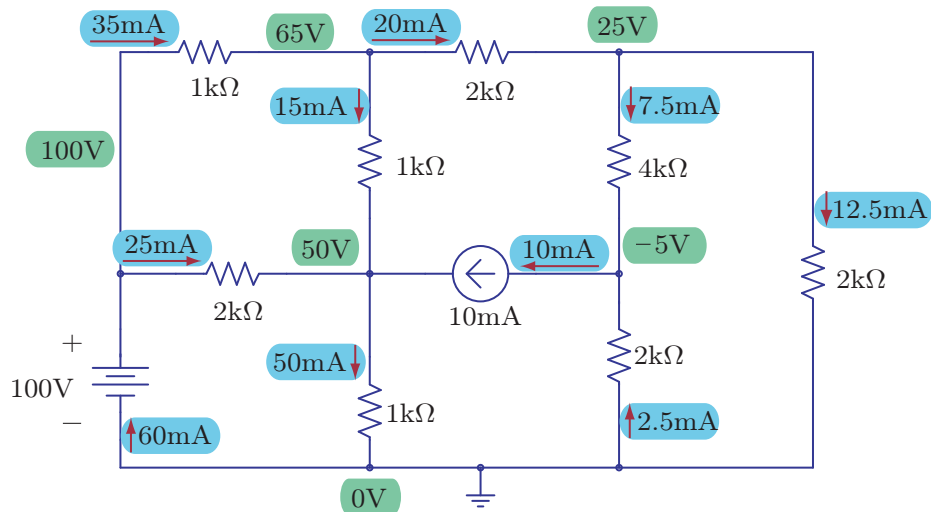 35mA 65V 20mA 25V
1kΩ 2kΩ
15mA 7.5mA
100V 1kΩ 4kΩ
12.5mA
25mA 50V 10mA −5V
2kΩ 10mA 2kΩ
+ 50mA 2kΩ
100V
− 60mA 1kΩ 2.5mA
0V